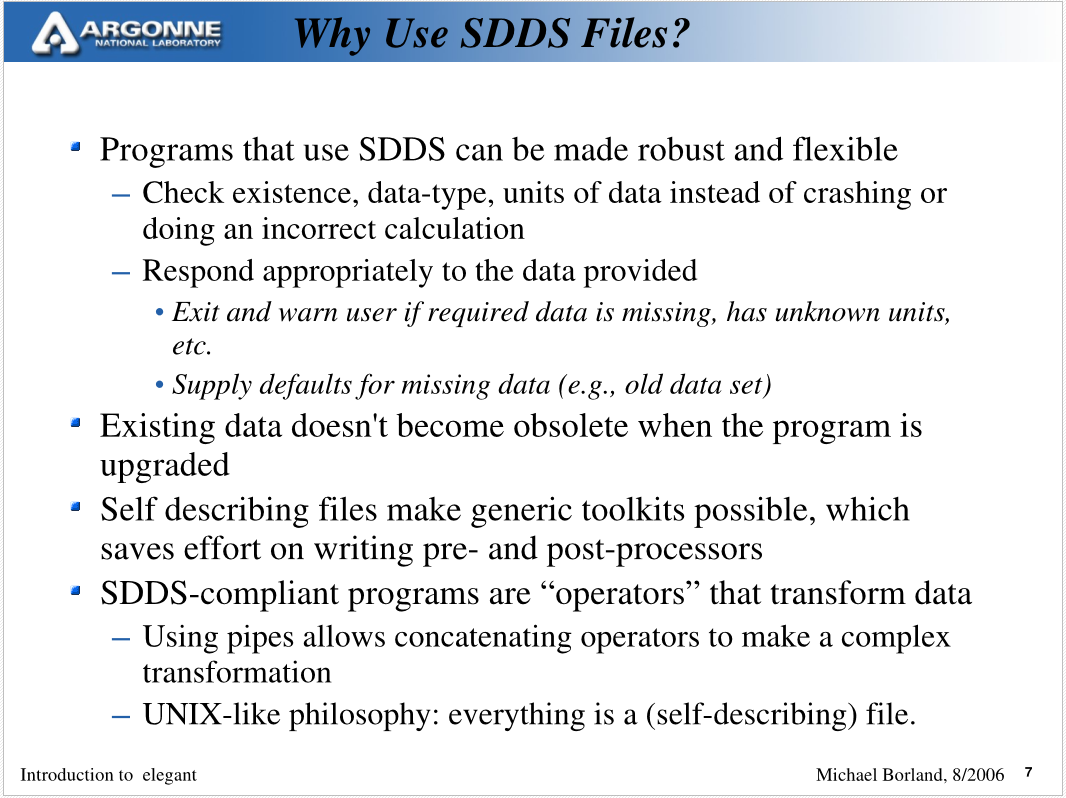 ARGONNE
NATIONAL LABORATORY
Why Use SDDS Files?
Programs that use SDDS can be made robust and flexible
– Check existence, data-type, units of data instead of crashing or
doing an incorrect calculation
– Respond appropriately to the data provided
• Exit and warn user if required data is missing, has unknown units,
etc.
• Supply defaults for missing data (e.g., old data set)
Existing data doesn't become obsolete when the program is
upgraded
Self describing files make generic toolkits possible, which
saves effort on writing pre- and post-processors
SDDS-compliant programs are “operators” that transform data
– Using pipes allows concatenating operators to make a complex
transformation
– UNIX-like philosophy: everything is a (self-describing) file.
Introduction to  elegant
Michael Borland, 8/2006
7